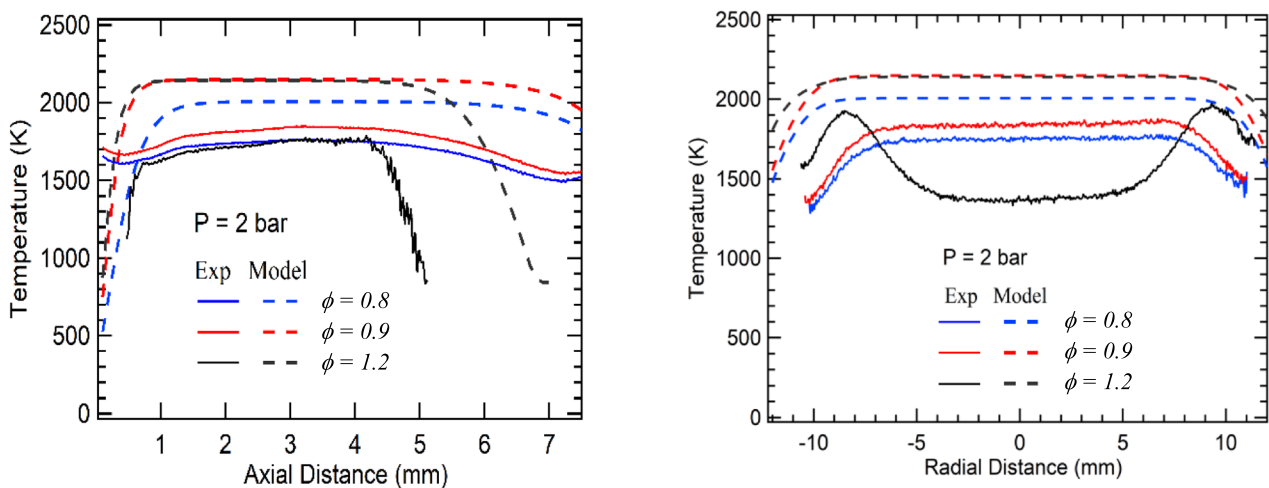 2500
2000
1500
1000
500
0
Temperature (K)
P = 2 bar
Exp Model
ϕ = 0.8
ϕ = 0.9
ϕ = 1.2
1 2 3 4 5 6 7
Axial Distance (mm)
2500
2000
1500
1000
500
0
Temperature (K)
P = 2 bar
Exp Model
ϕ = 0.8
ϕ = 0.9
ϕ = 1.2
-10 -5 0 5 10
Radial Distance (mm)